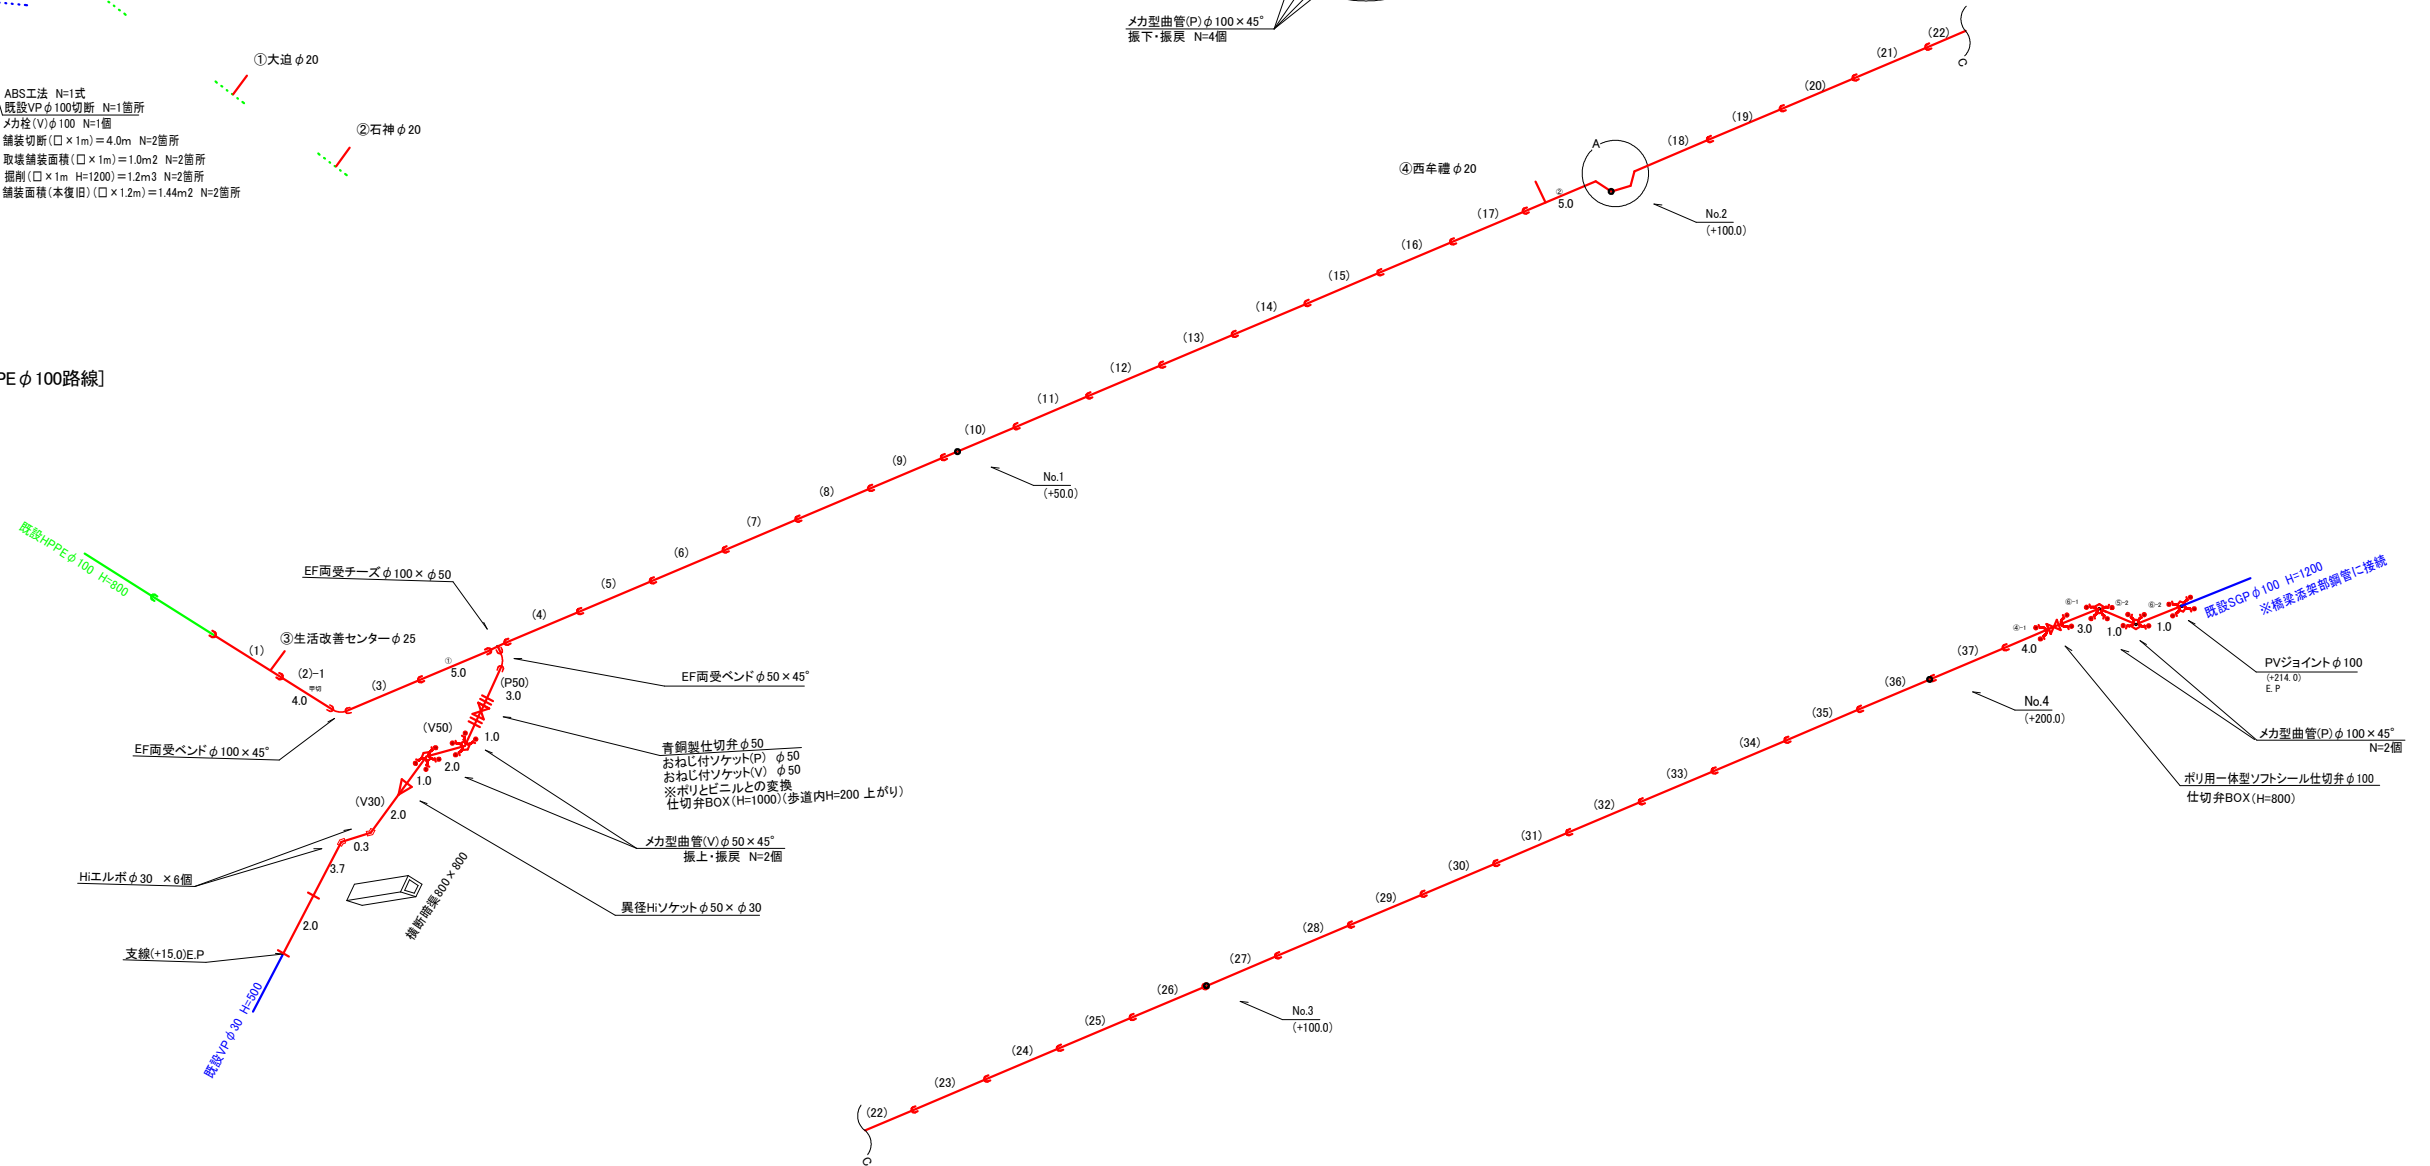 メカ型曲管(P)φ100×45°
振下・振戻 N=4個
①大迫φ20
ABS工法 N=1式
既設VPφ100切断 N=1箇所
メカ栓(V)φ100 N=1個
舗装切断(□×1m)=4.0m N=2箇所
取壊舗装面積(□×1m)=1.0m2 N=2箇所
掘削(□×1m H=1200)=1.2m3 N=2箇所
舗装面積(本復旧)(□×1.2m)=1.44m2 N=2箇所
②石神φ20
PEφ100路線]
(22)
C
(21)
(20)
(19)
(18)
A
④西牟禮φ20
②
5.0
No.2
(+100.0)
(17)
(16)
(15)
(14)
(13)
(12)
(11)
(10)
No.1
(+50.0)
(9)
(8)
(7)
(6)
(5)
(4)
既設HPPEφ100 H=800
EF両受チーズφ100×φ50
③生活改善センターφ25
(1)
(2)-1
甲切
4.0
(3)
①
5.0
EF両受ベンドφ100×45°
EF両受ベンドφ50×45°
(P50)
3.0
(V50)
1.0
2.0
1.0
青銅製仕切弁φ50
おねじ付ソケット(P) φ50
おねじ付ソケット(V) φ50
※ポリとビニルとの変換
仕切弁BOX(H=1000)(歩道内H=200 上がり)
(V30)
2.0
メカ型曲管(V)φ50×45°
振上・振戻 N=2個
0.3
3.7
Hiエルボφ30 ×6個
横断暗渠800×800
異径Hiソケットφ50×φ30
2.0
支線(+15.0)E.P
既設VPφ30 H=500
既設SGPφ100 H=1200
※橋梁添架部鋼管に接続
④-1
⑥-1
⑤-2
⑥-2
4.0
3.0
1.0
1.0
PVジョイントφ100
(+214.0)
E.P
メカ型曲管(P)φ100×45°
N=2個
ポリ用一体型ソフトシール仕切弁φ100
仕切弁BOX(H=800)
(37)
(36)
No.4
(+200.0)
(35)
(34)
(33)
(32)
(31)
(30)
(29)
(28)
(27)
(26)
No.3
(+100.0)
(25)
(24)
(23)
(22)
C